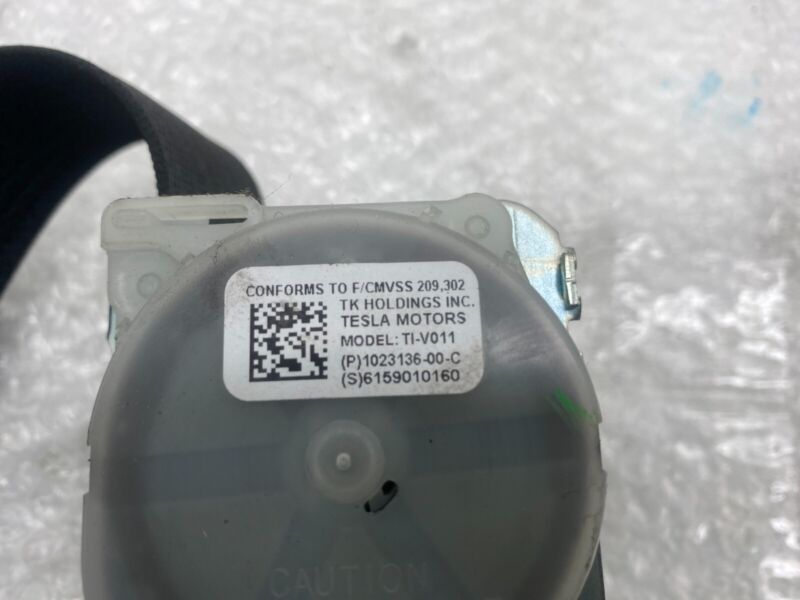 CONFORMS TO F/CMVSS 209,302
TK HOLDINGS INC.
TESLA MOTORS
MODEL: TI-V011
(P)1023136-00-C
(S)6159010160
CAUTION